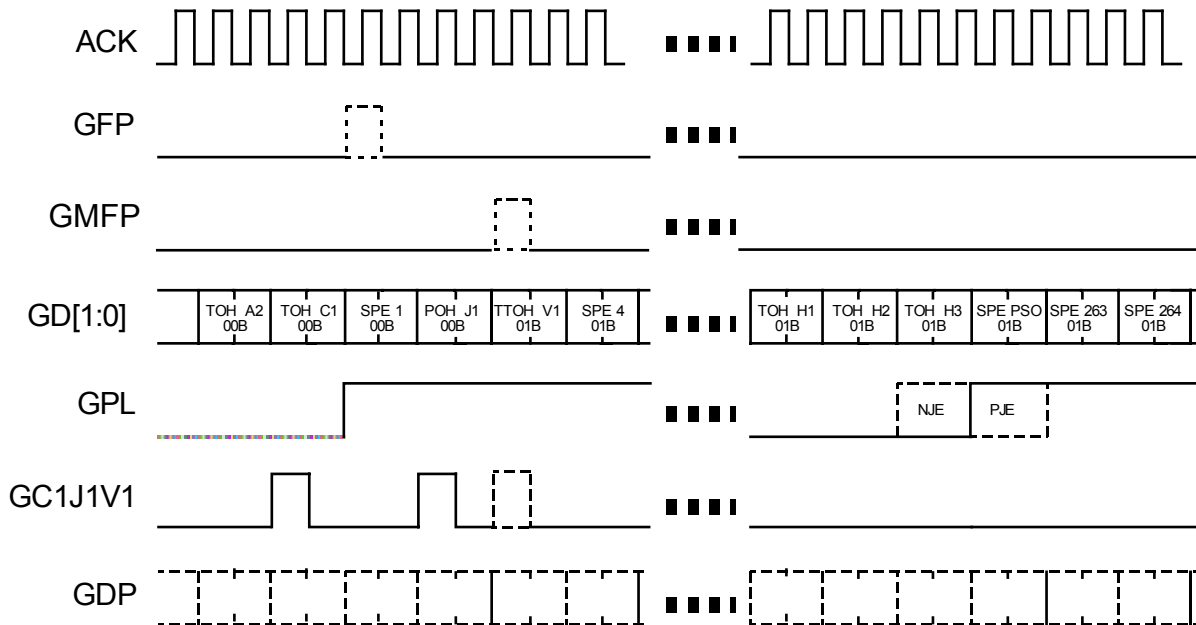 ACK
GFP
GMFP
GD[1:0]
TOH A2 TOH C1 SPE 1 POH J1 TTOH V1 SPE 4 TOH H1 TOH H2 TOH H3 SPE PSO SPE 263 SPE 264
00B 00B 00B 00B 01B 01B 01B 01B 01B 01B 01B 01B
GPL
NJE PJE
GC1J1V1
GDP